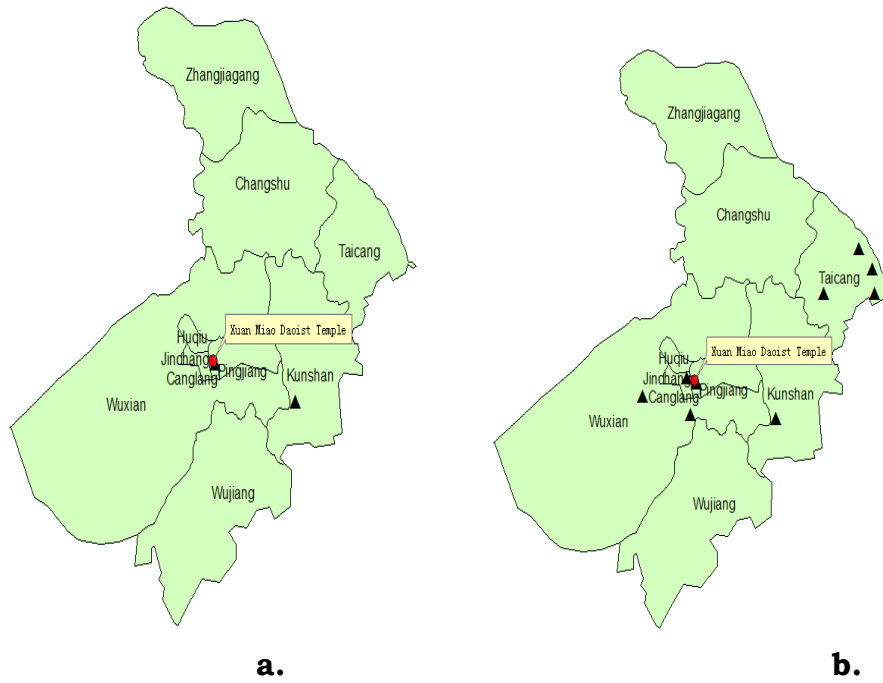 Zhangjiagang
Changshu
Taicang
Xuan Miao Daoist Temple
Huqiu
Jinchang
Pingjiang
Canglang
Kunshan
Wuxian
Wujiang
a.
Zhangjiagang
Changshu
Taicang
Xuan Miao Daoist Temple
Huqiu
Jinchang
Canglang
Pingjiang
Kunshan
Wuxian
Wujiang
b.